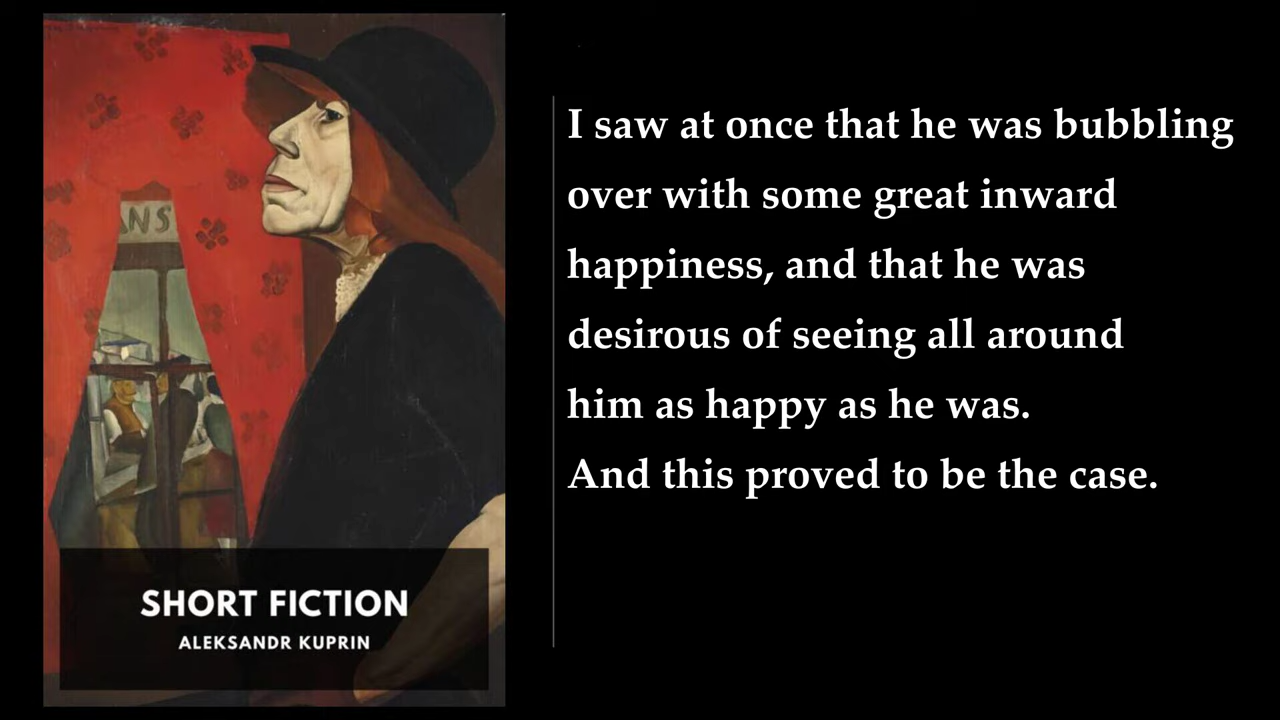 ANS
SHORT FICTION
ALEKSANDR KUPRIN
I saw at once that he was bubbling
over with some great inward
happiness, and that he was
desirous of seeing all around
him as happy as he was.
And this proved to be the case.